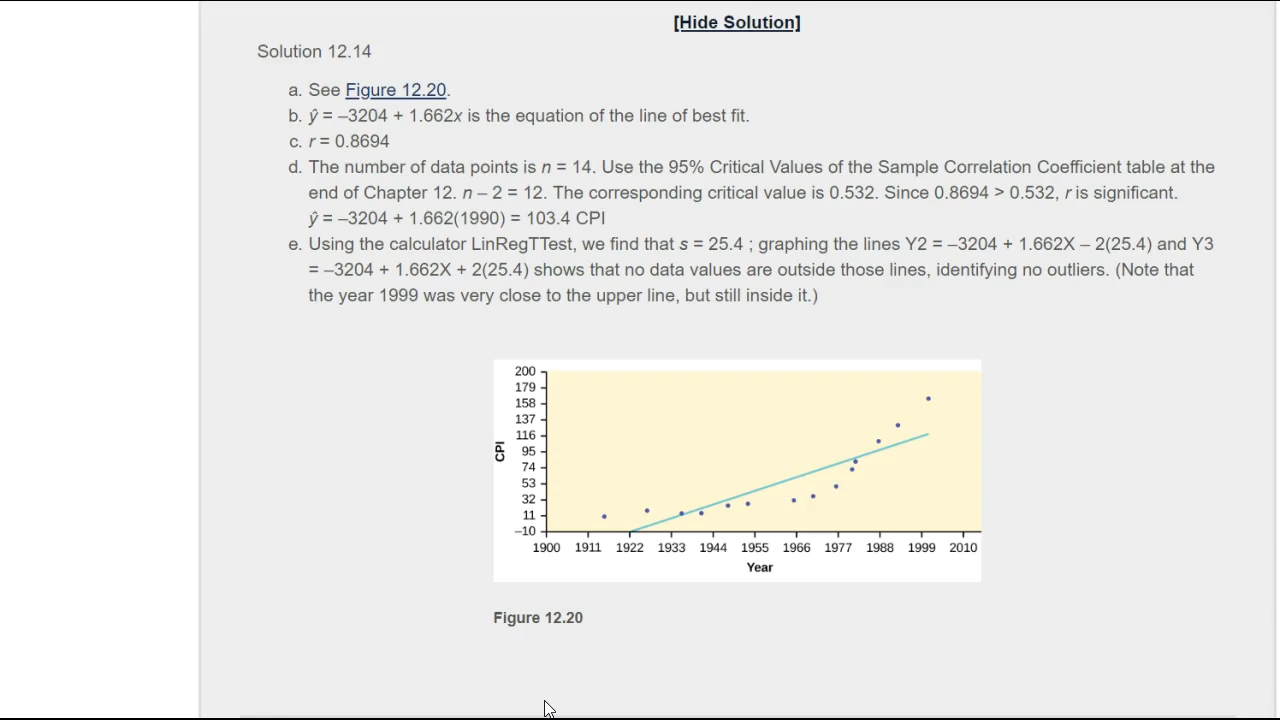 [Hide Solution]
Solution 12.14
a. See Figure 12.20.
b. ŷ = –3204 + 1.662x is the equation of the line of best fit.
c. r = 0.8694
d. The number of data points is n = 14. Use the 95% Critical Values of the Sample Correlation Coefficient table at the
end of Chapter 12. n – 2 = 12. The corresponding critical value is 0.532. Since 0.8694 > 0.532, r is significant.
ŷ = –3204 + 1.662(1990) = 103.4 CPI
e. Using the calculator LinRegTTest, we find that s = 25.4 ; graphing the lines Y2 = –3204 + 1.662X – 2(25.4) and Y3
= –3204 + 1.662X + 2(25.4) shows that no data values are outside those lines, identifying no outliers. (Note that
the year 1999 was very close to the upper line, but still inside it.)
200
179
158
137
116
95
74
53
32
11
–10
CPI
1900 1911 1922 1933 1944 1955 1966 1977 1988 1999 2010
Year
Figure 12.20